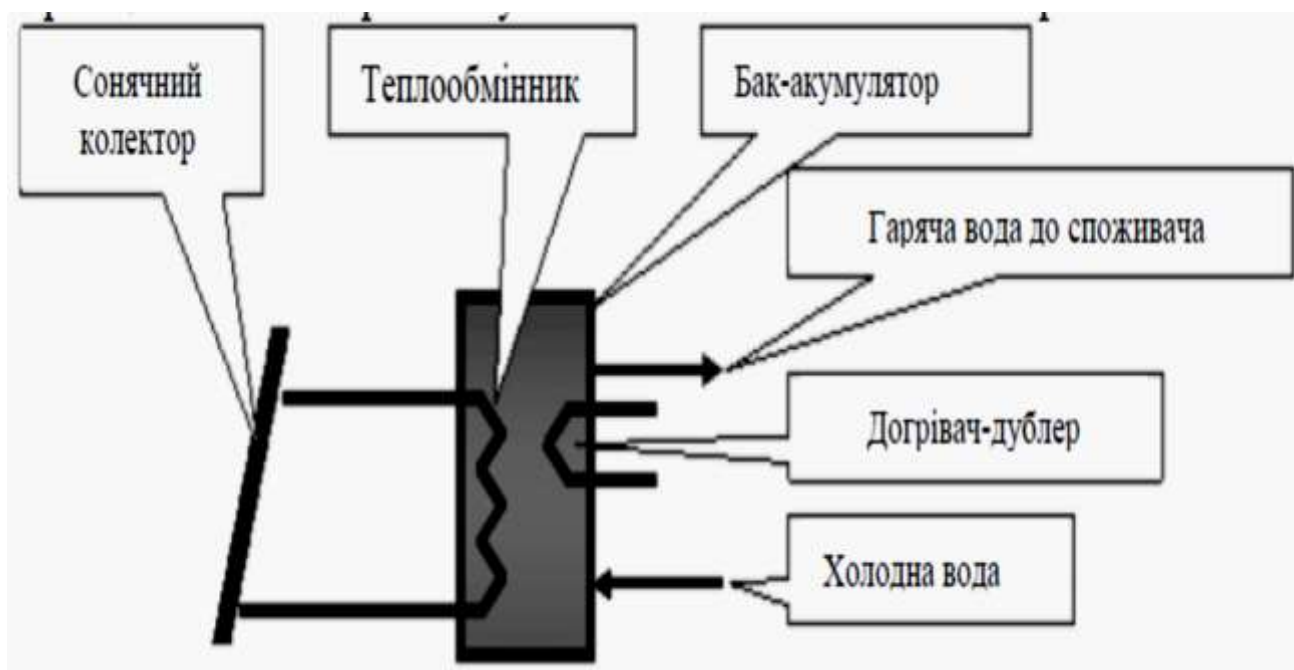 Сонячний
колектор
Теплообмінник
Бак-акумулятор
Гаряча вода до споживача
Догрівач-дублер
Холодна вода